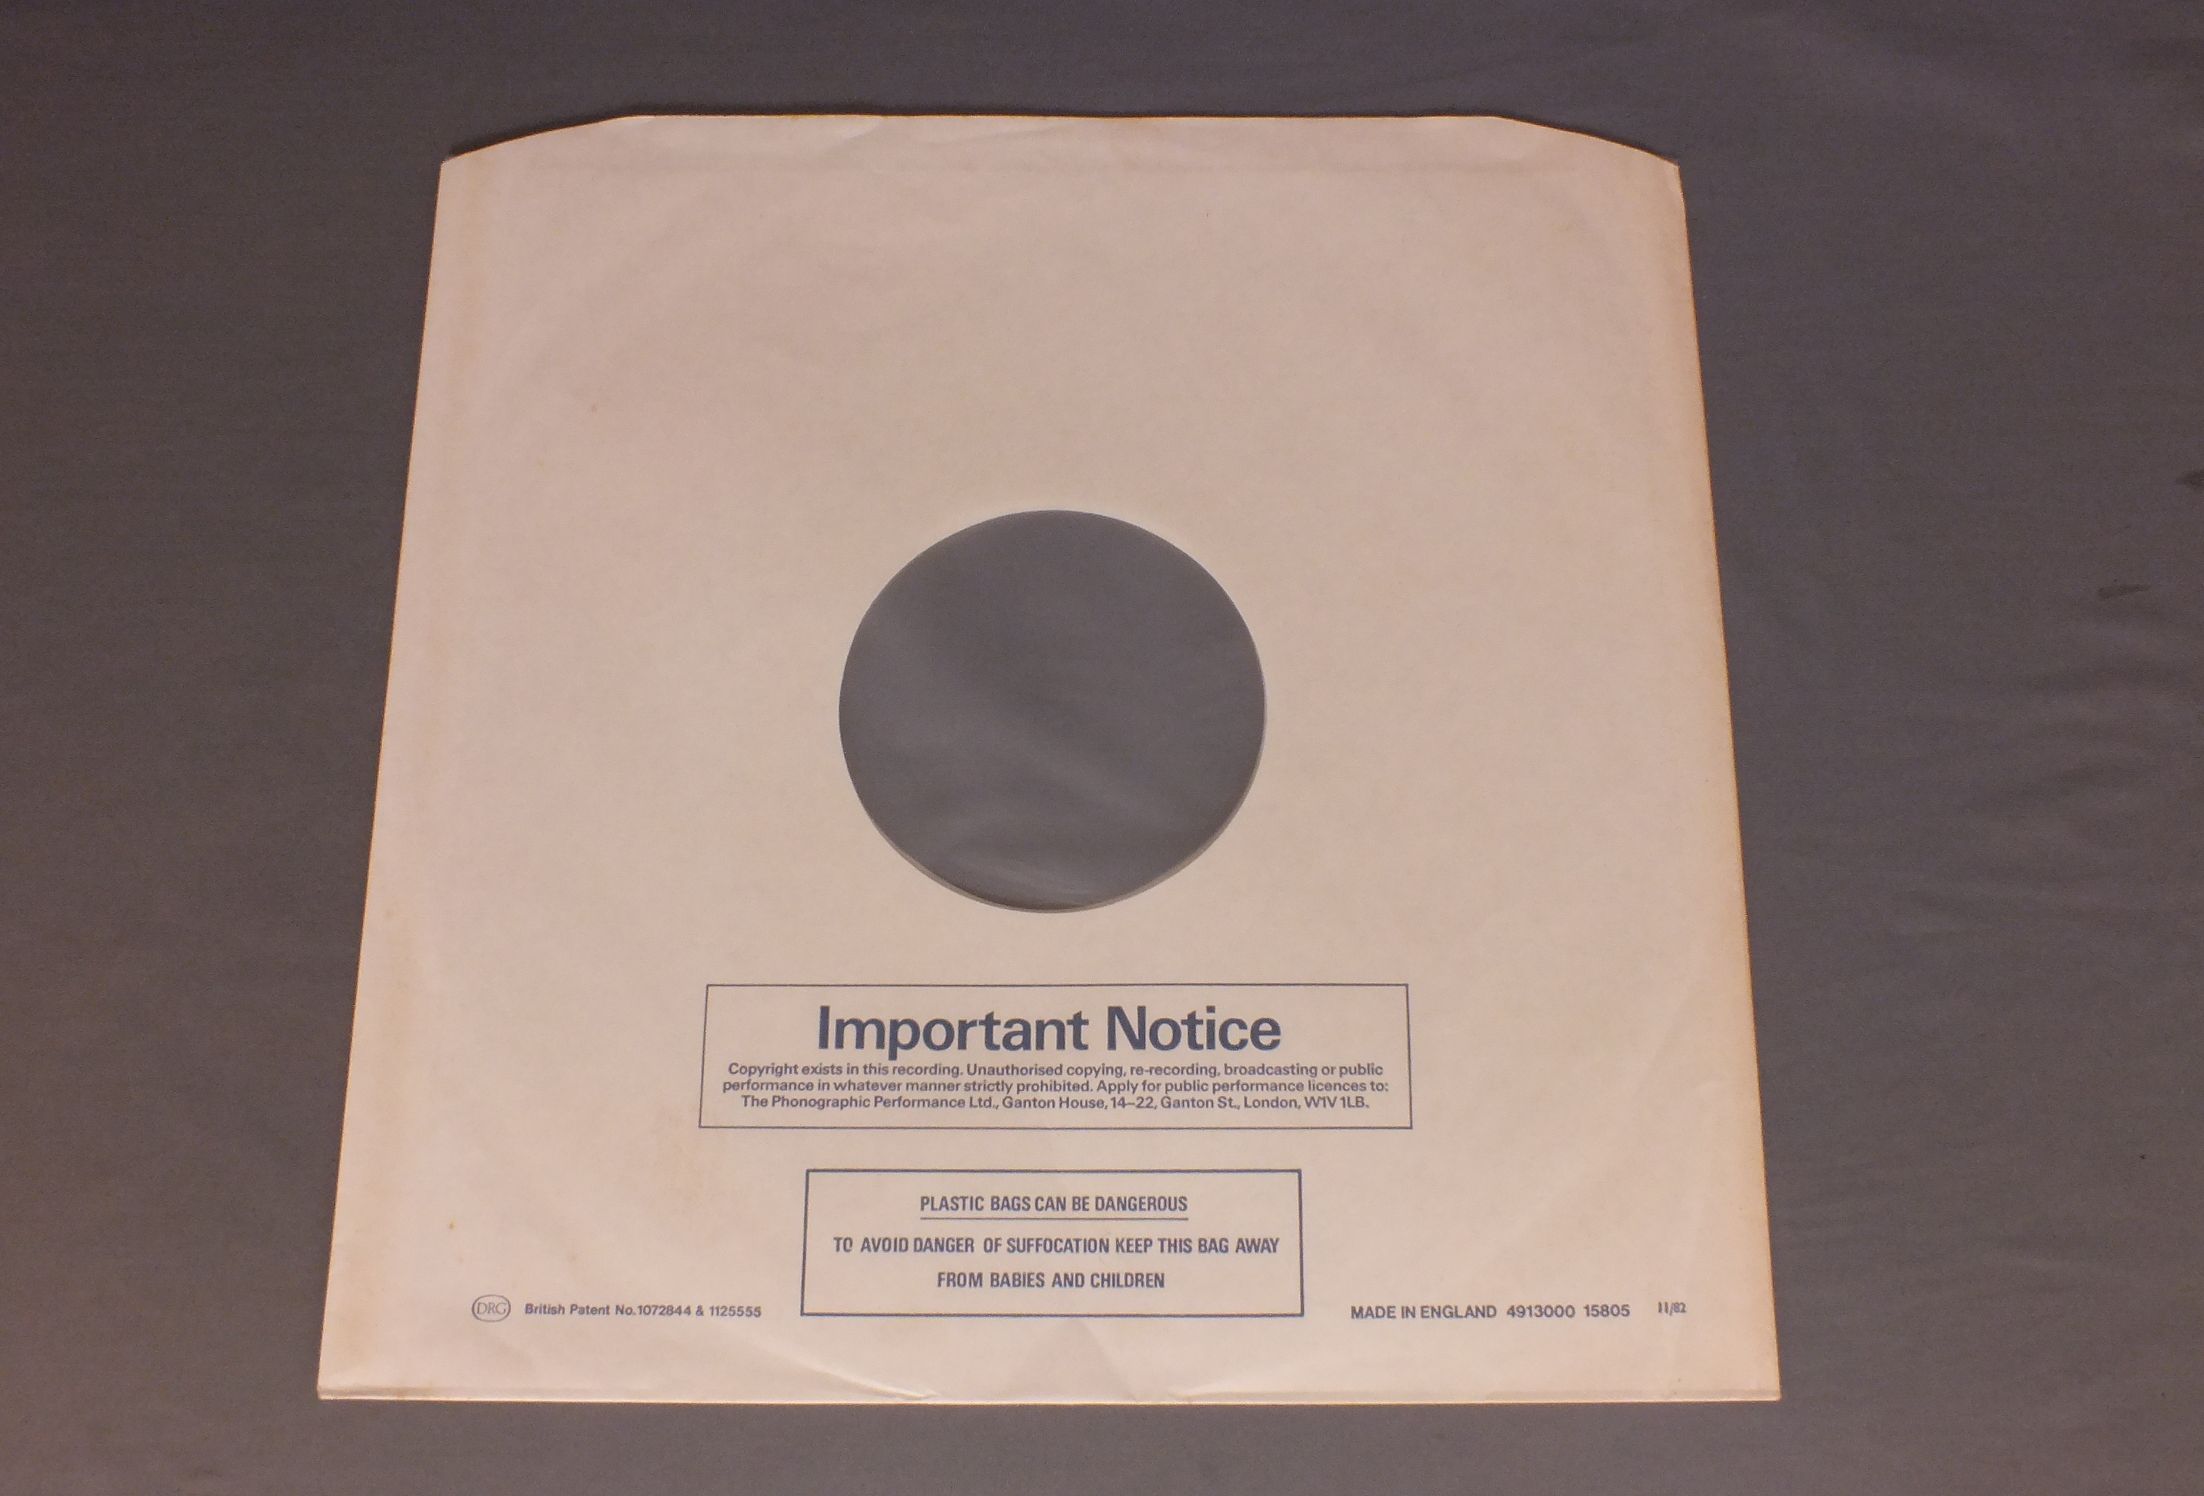 Important Notice
Copyright exists in this recording. Unauthorised copying, re-recording, broadcasting or public
performance in whatever manner strictly prohibited. Apply for public performance licences to:
The Phonographic Performance Ltd., Ganton House, 14–22, Ganton St., London, W1V 1LB.
PLASTIC BAGS CAN BE DANGEROUS
TO AVOID DANGER OF SUFFOCATION KEEP THIS BAG AWAY
FROM BABIES AND CHILDREN
DRG British Patent No. 1072844 & 1125555
MADE IN ENGLAND 4913000 15805 11/82